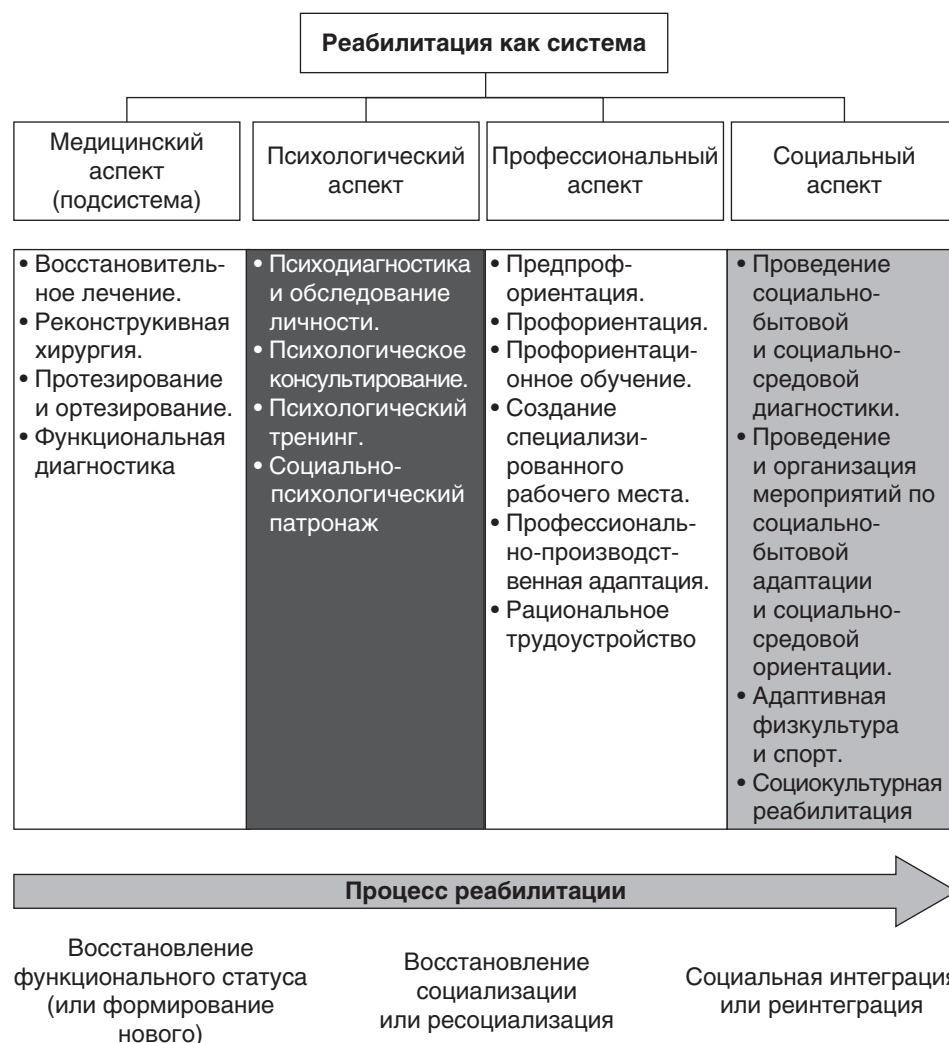 Реабилитация как система
Медицинский
аспект
(подсистема)
Психологический
аспект
Профессиональный
аспект
Социальный
аспект
• Восстановитель-
ное лечение.
• Реконструкивная
хирургия.
• Протезирование
и ортезирование.
• Функциональная
диагностика
• Психодиагностика
и обследование
личности.
• Психологическое
консультирование.
• Психологический
тренинг.
• Социально-
психологический
патронаж
• Предпроф-
ориентация.
• Профориентация.
• Профориентаци-
онное обучение.
• Создание
специализи-
рованного
рабочего места.
• Профессиональ-
но-производст-
венная адаптация.
• Рациональное
трудоустройство
• Проведение
социально-
бытовой
и социально-
средовой
диагностики.
• Проведение
и организация
мероприятий по
социально-
бытовой
адаптации
и социально-
средовой
ориентации.
• Адаптивная
физкультура
и спорт.
• Социокультурная
реабилитация
Процесс реабилитации
Восстановление
функционального статуса
(или формирование
нового)
Восстановление
социализации
или ресоциализация
Социальная интеграция
или реинтеграция